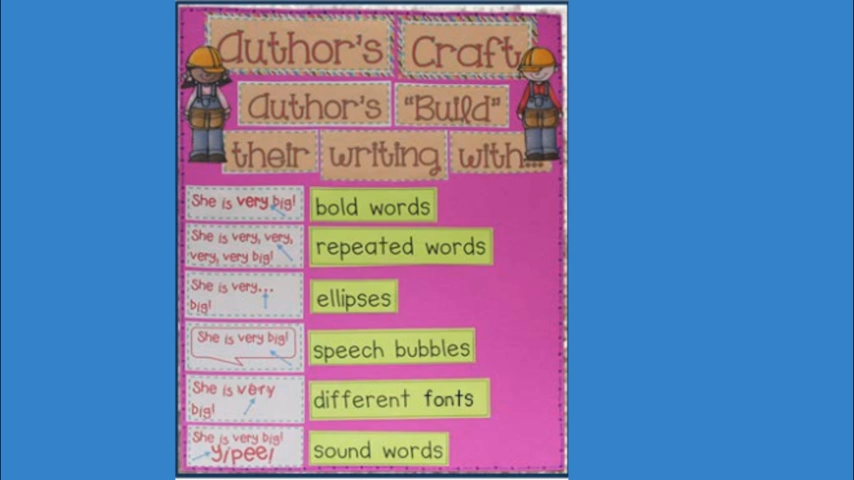 Author's Craft
Author's "Build"
their writing with...
She is very big!
bold words
She is very, very,
very, very big!
repeated words
She is very...
big!
ellipses
She is very big!
speech bubbles
She is very
big!
different fonts
She is very big!
yipee!
sound words